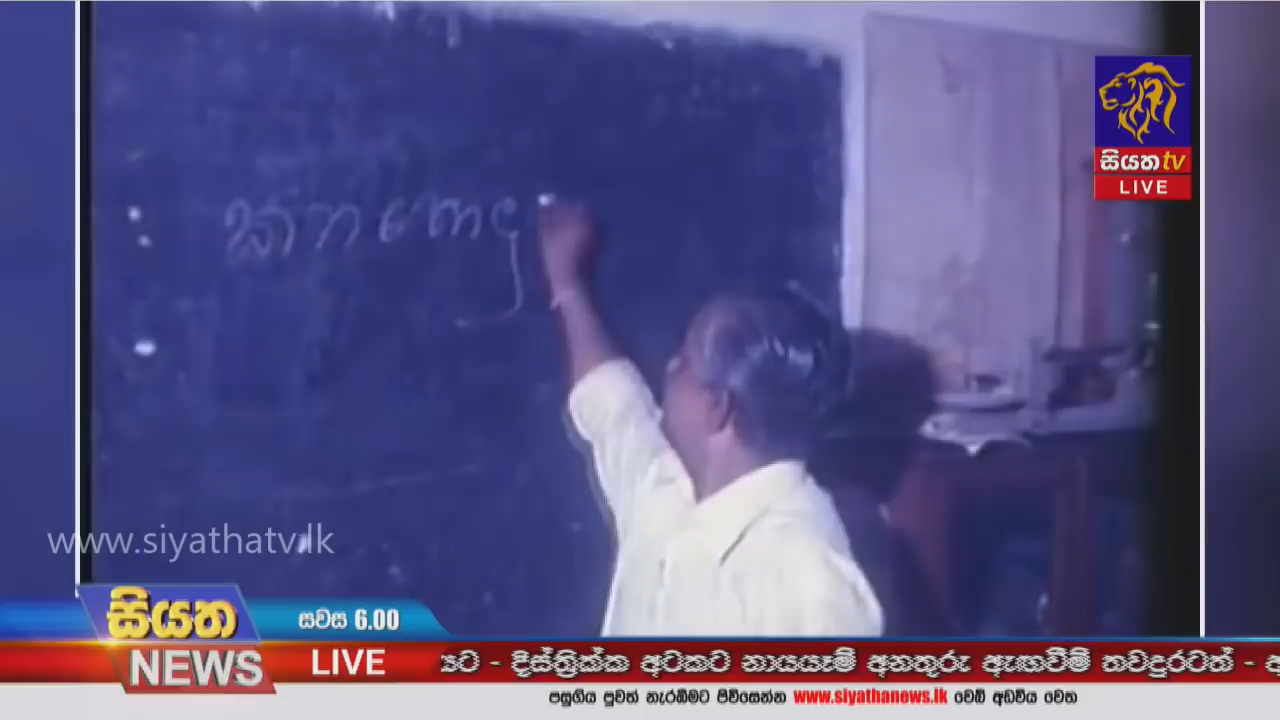 සියත tv
LIVE
www.siyathatv.lk
සියත
NEWS
සවස 6.00
LIVE
- දිස්ත්‍රික්ක අටකට නායයෑම් අනතුරු ඇඟවීම් තවදුරටත් -
පසුගිය පුවත් නැරඹීමට පිවිසෙන්න www.siyathanews.lk වෙබ් අඩවිය වෙත